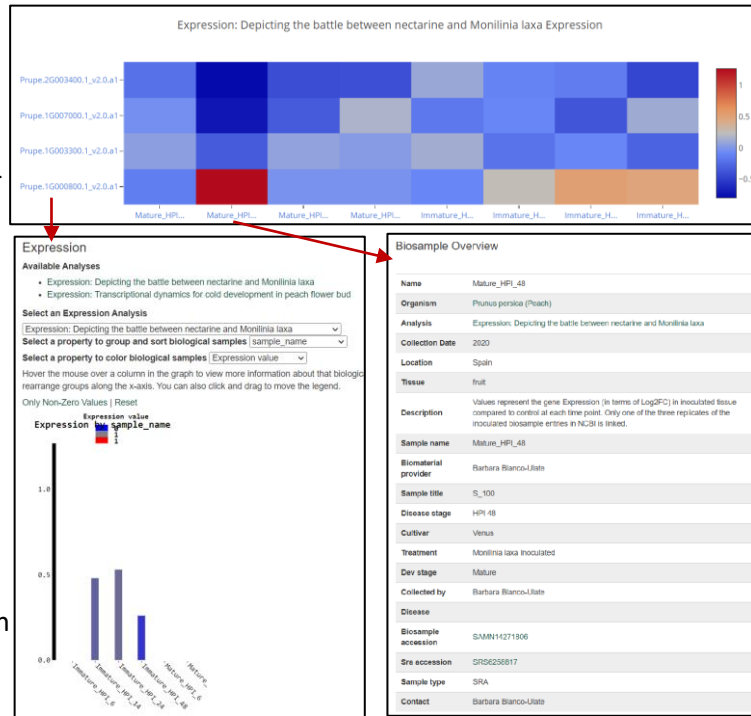 Expression: Depicting the battle between nectarine and Monilinia laxa Expression
Prupe.2G003400.1_v2.0.a1
Prupe.1G007000.1_v2.0.a1
Prupe.1G003300.1_v2.0.a1
Prupe.1G000800.1_v2.0.a1
1
0.5
0
−0.5
Mature_HPI...
Mature_HPI...
Mature_HPI...
Mature_HPI...
Immature_H...
Immature_H...
Immature_H...
Immature_H...
Expression
Available Analyses
• Expression: Depicting the battle between nectarine and Monilinia laxa
• Expression: Transcriptional dynamics for cold development in peach flower bud
Select an Expression Analysis
Expression: Depicting the battle between nectarine and Monilinia laxa
Select a property to group and sort biological samples sample_name
Select a property to color biological samples Expression value
Hover the mouse over a column in the graph to view more information about that biologic
rearrange groups along the x-axis. You can also click and drag to move the legend.
Only Non-Zero Values | Reset
Expression value
Expression by sample_name
1.0
0.5
0.0
Immature_HPI_6
Immature_HPI_14
Immature_HPI_24
Immature_HPI_48
Mature_HPI_6
Mature_
Biosample Overview
Name Mature_HPI_48
Organism Prunus persica (Peach)
Analysis Expression: Depicting the battle between nectarine and Monilinia laxa
Collection Date 2020
Location Spain
Tissue fruit
Description Values represent the gene Expression (in terms of Log2FC) in inoculated tissue
compared to control at each time point. Only one of the three replicates of the
inoculated biosample entries in NCBI is linked.
Sample name Mature_HPI_48
Biomaterial
provider Barbara Blanco-Ulate
Sample title S_100
Disease stage HPI 48
Cultivar Venus
Treatment Monilinia laxa Inoculated
Dev stage Mature
Collected by Barbara Blanco-Ulate
Disease
Biosample
accession SAMN14271806
Sra accession SRS6258817
Sample type SRA
Contact Barbara Blanco-Ulate